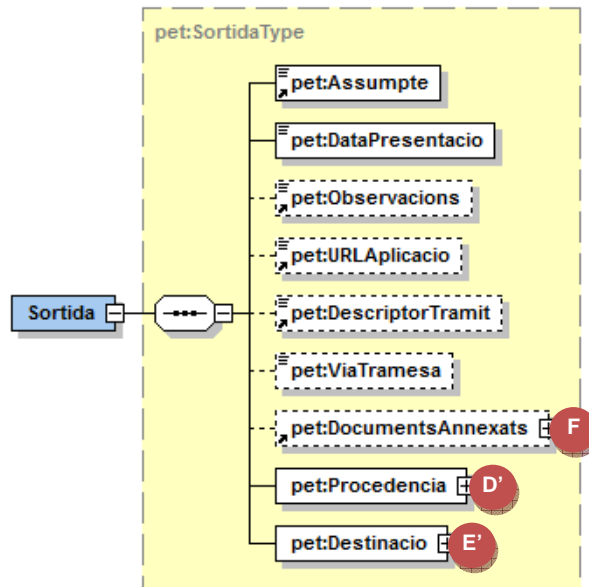 pet:SortidaType
pet:Assumpte
pet:DataPresentacio
pet:Observacions
pet:URLAplicacio
Sortida
pet:DescriptorTramit
pet:ViaTramesa
pet:DocumentsAnnexats F
pet:Procedencia D’
pet:Destinacio E’